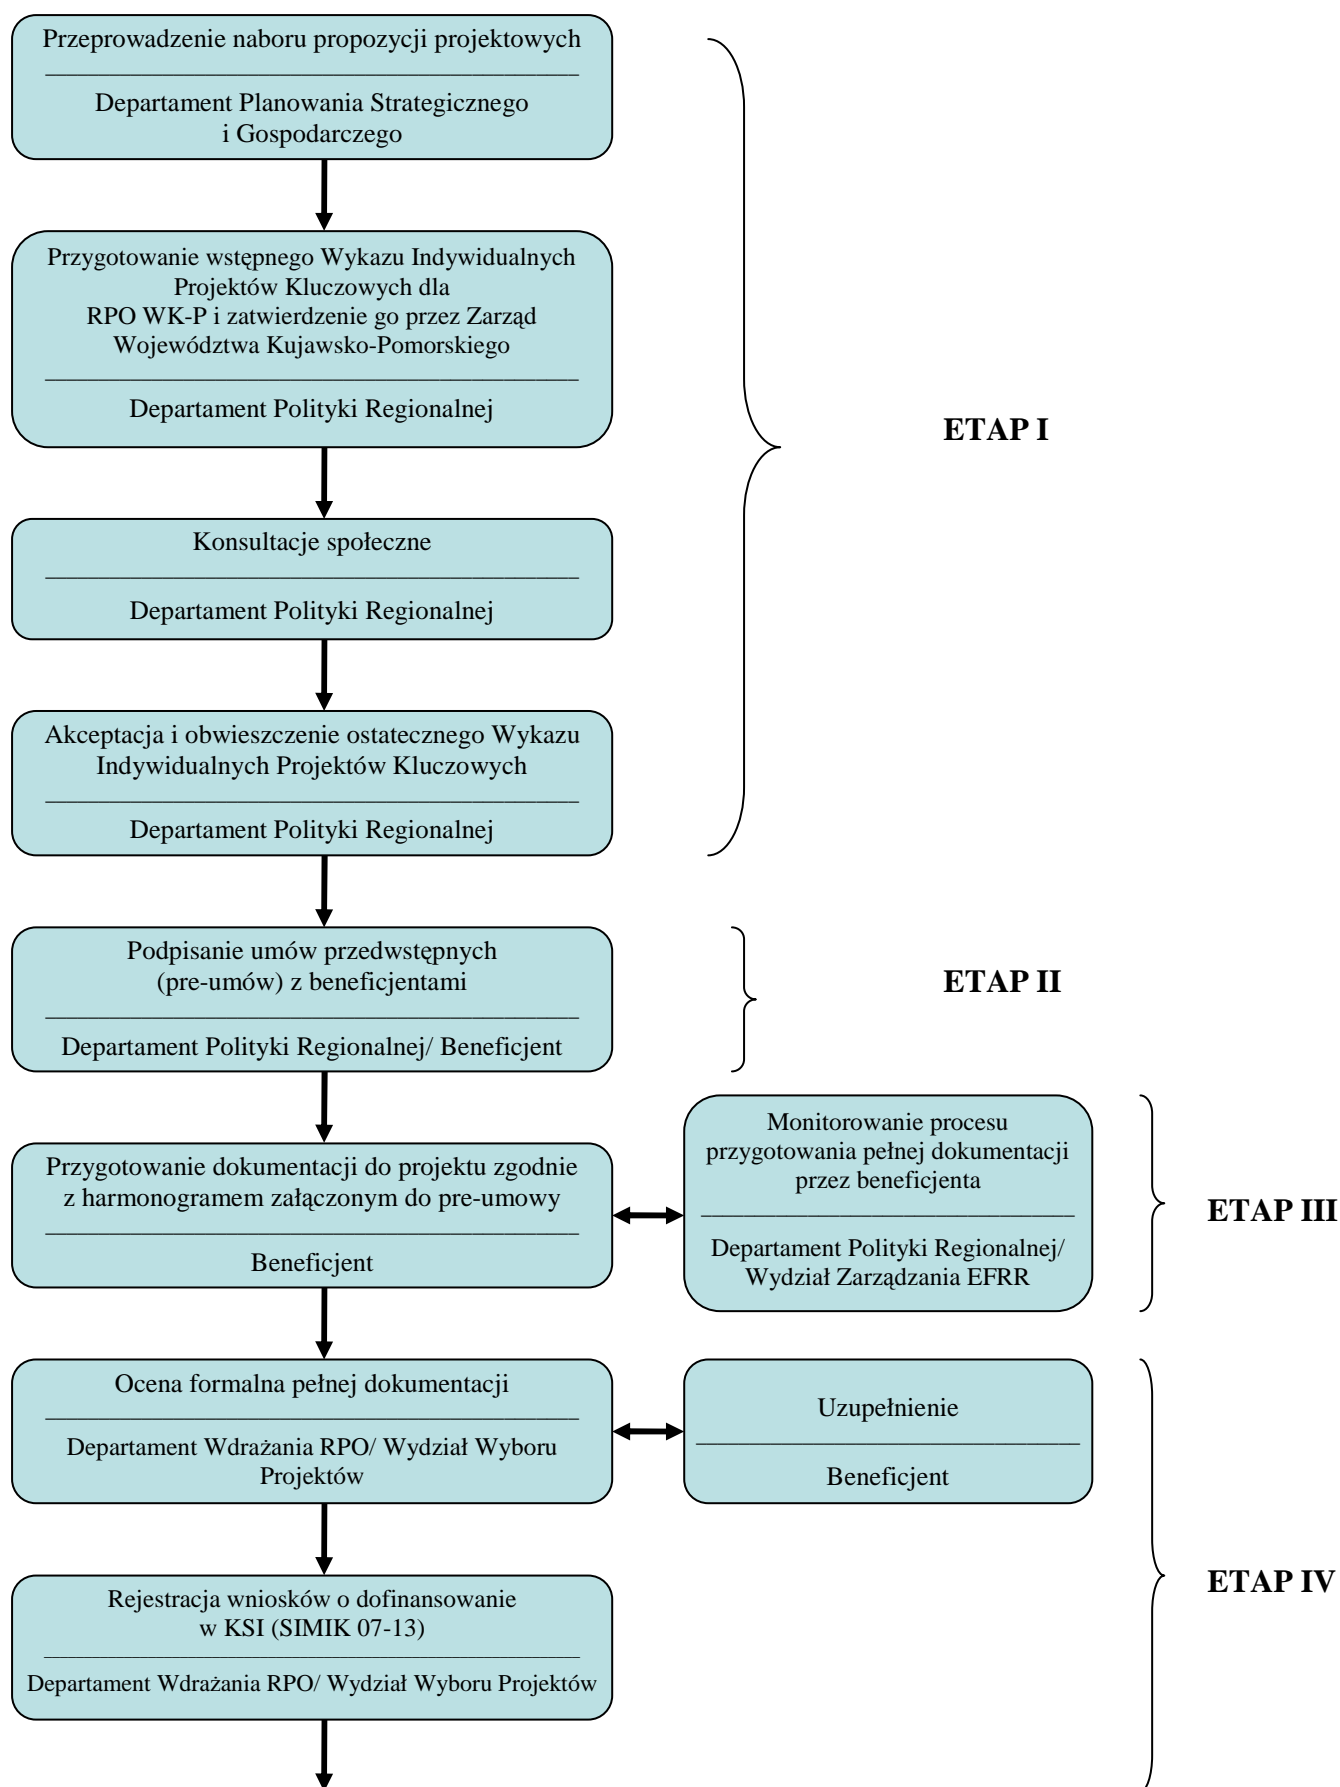 Przeprowadzenie naboru propozycji projektowych
Departament Planowania Strategicznego
i Gospodarczego
Przygotowanie wstępnego Wykazu Indywidualnych
Projektów Kluczowych dla
RPO WK-P i zatwierdzenie go przez Zarząd
Województwa Kujawsko-Pomorskiego
Departament Polityki Regionalnej
ETAP I
Konsultacje społeczne
Departament Polityki Regionalnej
Akceptacja i obwieszczenie ostatecznego Wykazu
Indywidualnych Projektów Kluczowych
Departament Polityki Regionalnej
Podpisanie umów przedwstępnych
(pre-umów) z beneficjentami
Departament Polityki Regionalnej/ Beneficjent
ETAP II
Przygotowanie dokumentacji do projektu zgodnie
z harmonogramem załączonym do pre-umowy
Beneficjent
Monitorowanie procesu
przygotowania pełnej dokumentacji
przez beneficjenta
Departament Polityki Regionalnej/
Wydział Zarządzania EFRR
ETAP III
Ocena formalna pełnej dokumentacji
Departament Wdrażania RPO/ Wydział Wyboru
Projektów
Uzupełnienie
Beneficjent
ETAP IV
Rejestracja wniosków o dofinansowanie
w KSI (SIMIK 07-13)
Departament Wdrażania RPO/ Wydział Wyboru Projektów